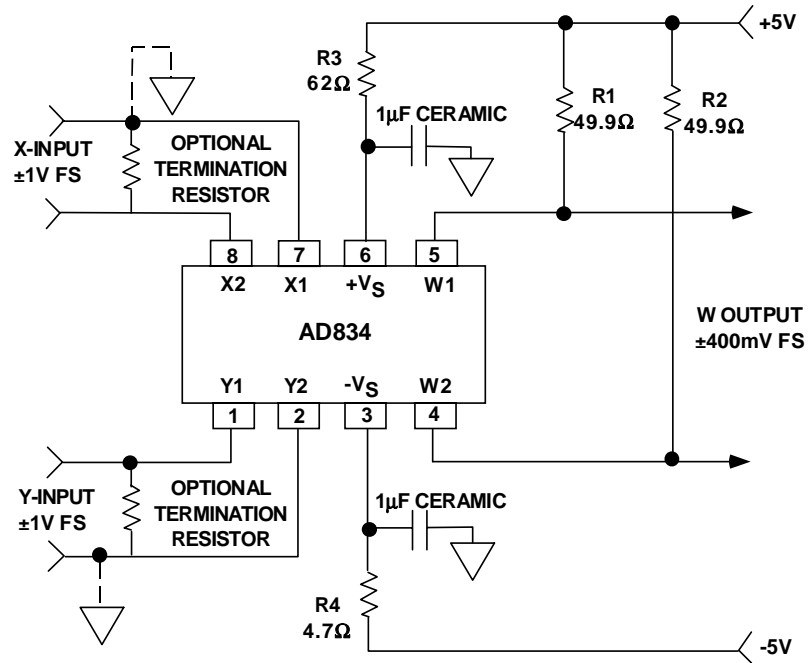 +5V
R3
62Ω
R1
49.9Ω
R2
49.9Ω
1μF CERAMIC
X-INPUT
±1V FS
OPTIONAL
TERMINATION
RESISTOR
8
7
6
5
X2
X1
+VS
W1
AD834
W OUTPUT
±400mV FS
Y1
Y2
-VS
W2
1
2
3
4
Y-INPUT
±1V FS
OPTIONAL
TERMINATION
RESISTOR
1μF CERAMIC
R4
4.7Ω
-5V